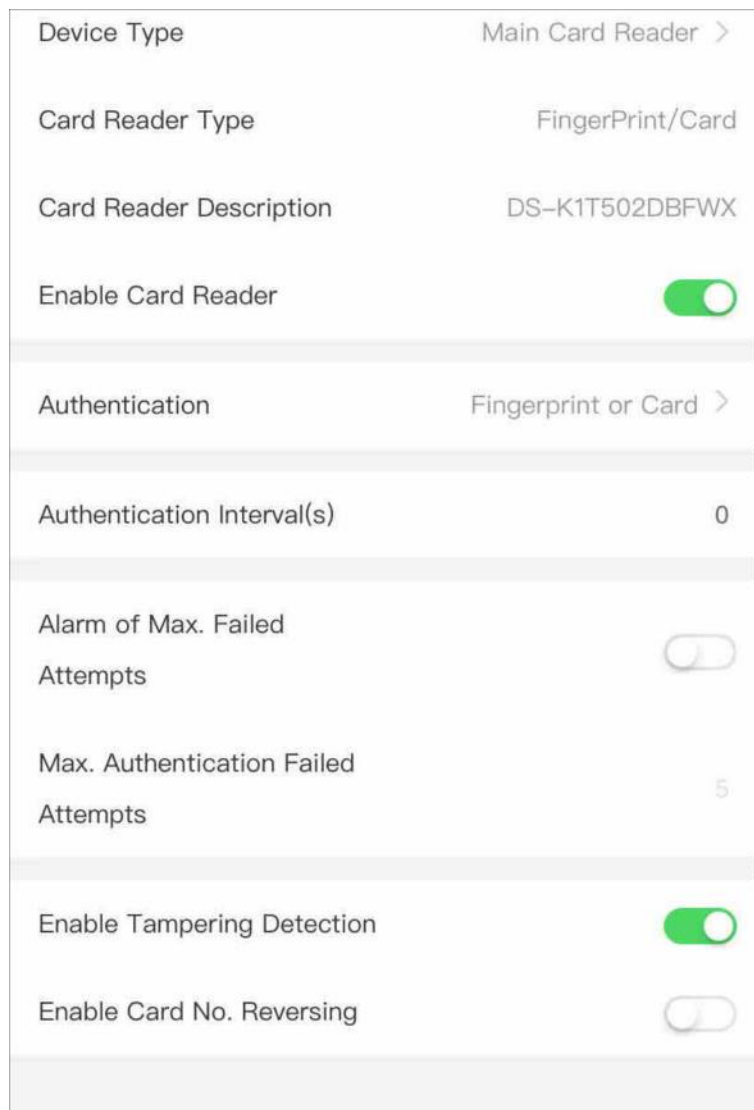 Device Type Main Card Reader >
Card Reader Type FingerPrint/Card
Card Reader Description DS-K1T502DBFWX
Enable Card Reader
Authentication Fingerprint or Card >
Authentication Interval(s) 0
Alarm of Max. Failed
Attempts
Max. Authentication Failed
Attempts 5
Enable Tampering Detection
Enable Card No. Reversing